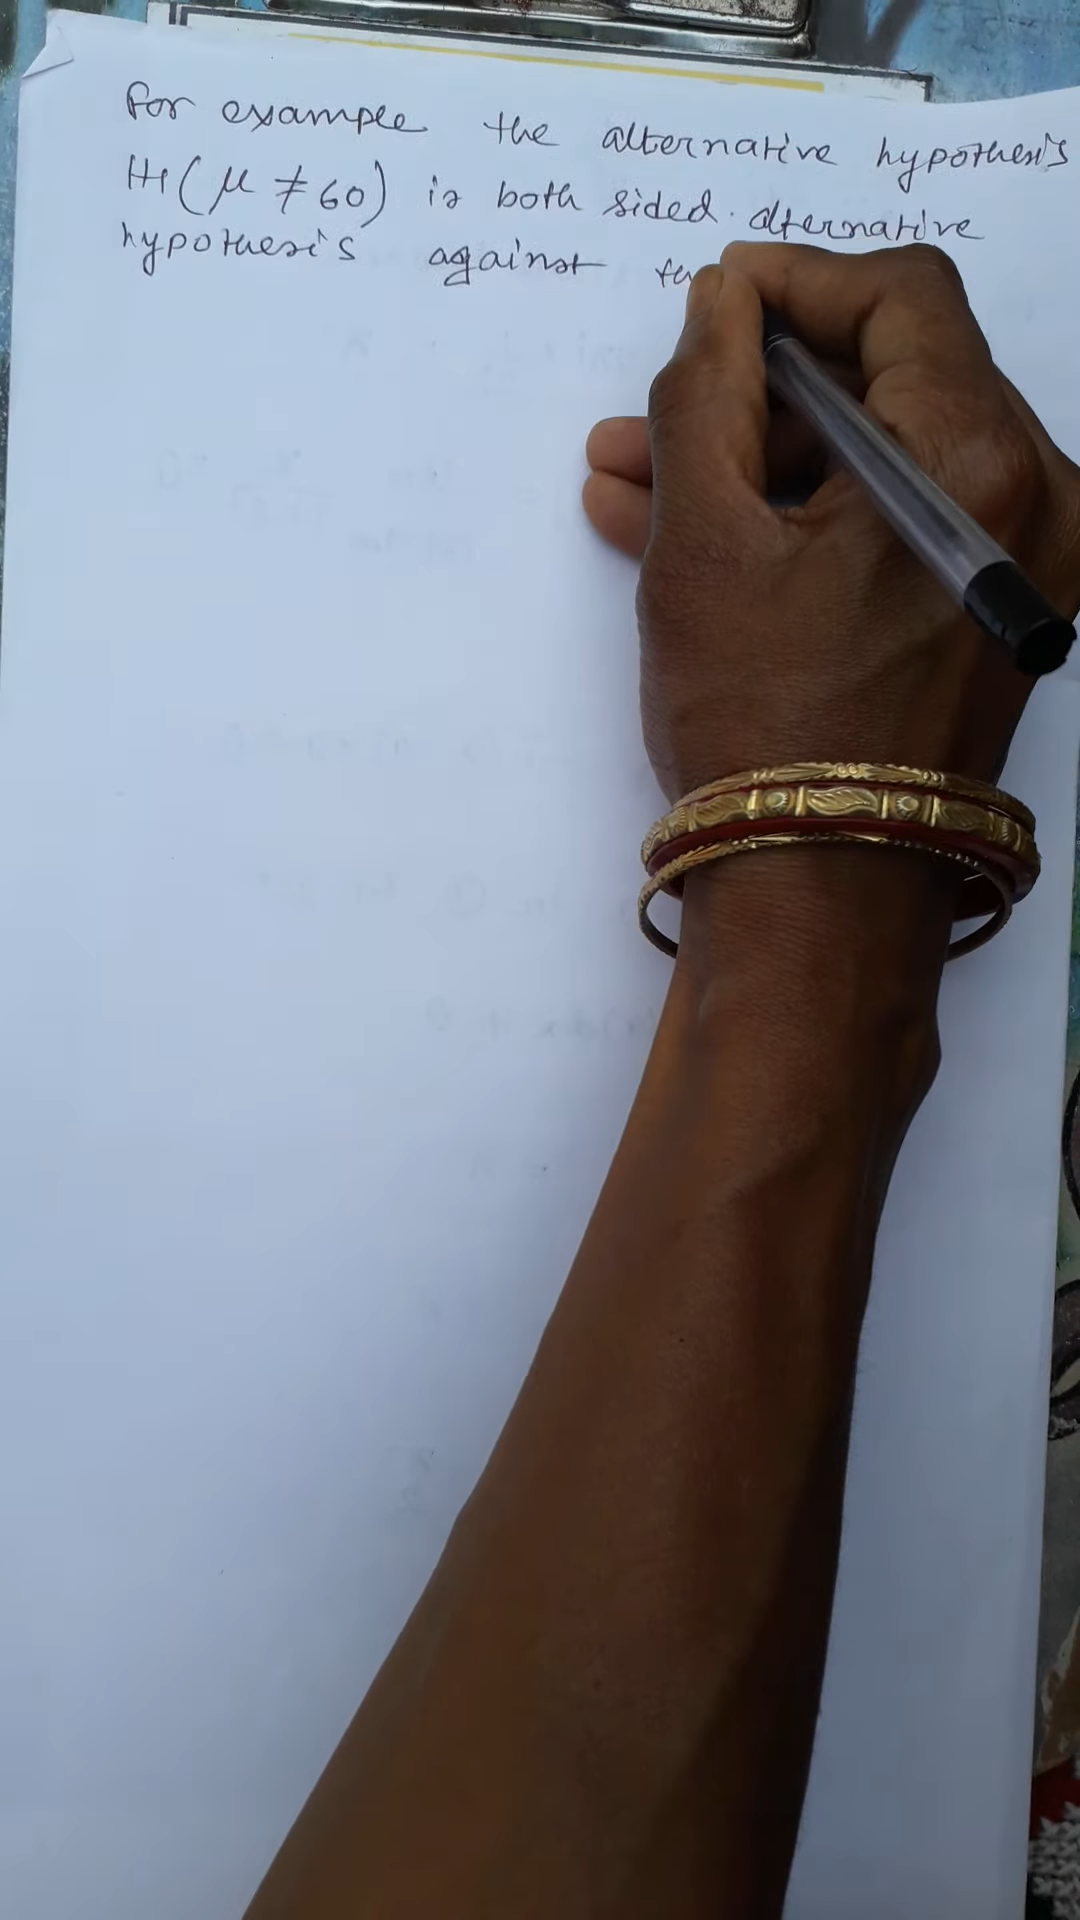 For example the alternative hypothesis
H1(μ ≠ 60) is both sided. alternative
hypothesis against